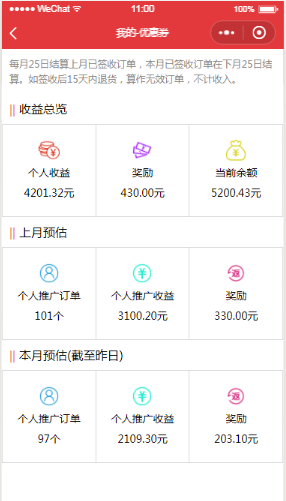 WeChat 11:00 100%
我的-优惠券
每月25日结算上月已签收订单，本月已签收订单在下月25日结
算。如签收后15天内退货，算作无效订单，不计收入。
收益总览
个人收益 奖励 当前余额
4201.32元 430.00元 5200.43元
上月预估
个人推广订单 个人推广收益 奖励
101个 3100.20元 330.00元
本月预估(截至昨日)
个人推广订单 个人推广收益 奖励
97个 2109.30元 203.10元